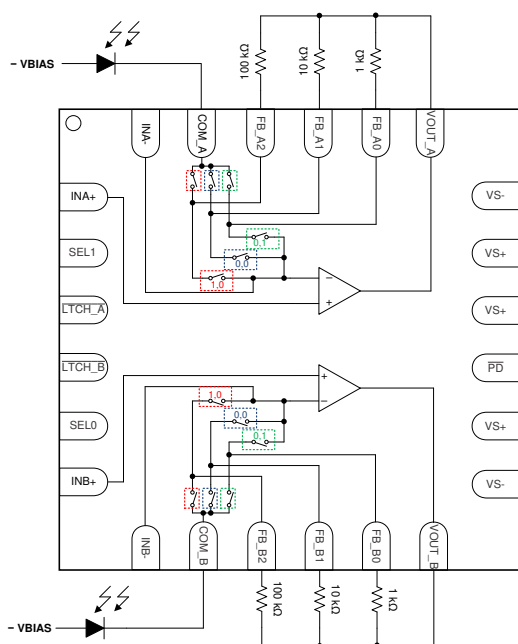 100 kΩ
10 kΩ
1 kΩ
- VBIAS
INA-
COM_A
FB_A2
FB_A1
FB_A0
VOUT_A
INA+
VS-
0,1
SEL1
VS+
0,0
1,0
−
LTCH_A
+
VS+
LTCH_B
+
PD
1,0
−
0,0
SEL0
VS+
0,1
INB+
VS-
INB-
COM_B
FB_B2
FB_B1
FB_B0
VOUT_B
100 kΩ
10 kΩ
1 kΩ
- VBIAS